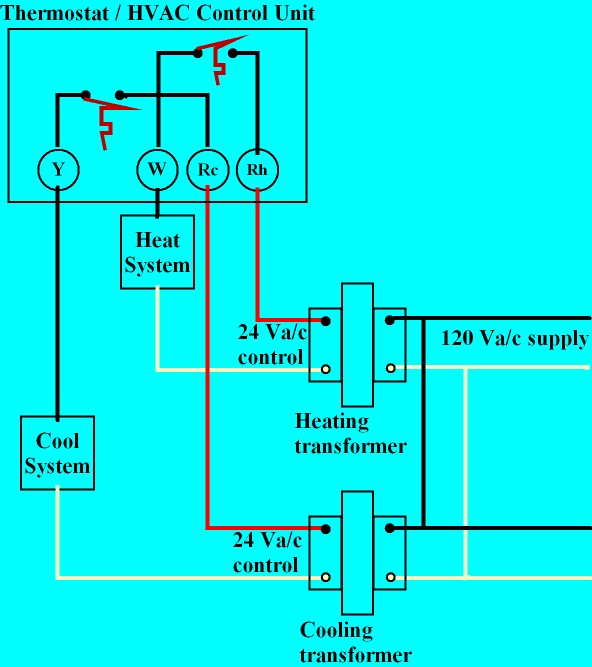 Thermostat / HVAC Control Unit
Y
W
Rc
Rh
Heat
System
24 Va/c
control
120 Va/c supply
Heating
transformer
Cool
System
24 Va/c
control
Cooling
transformer